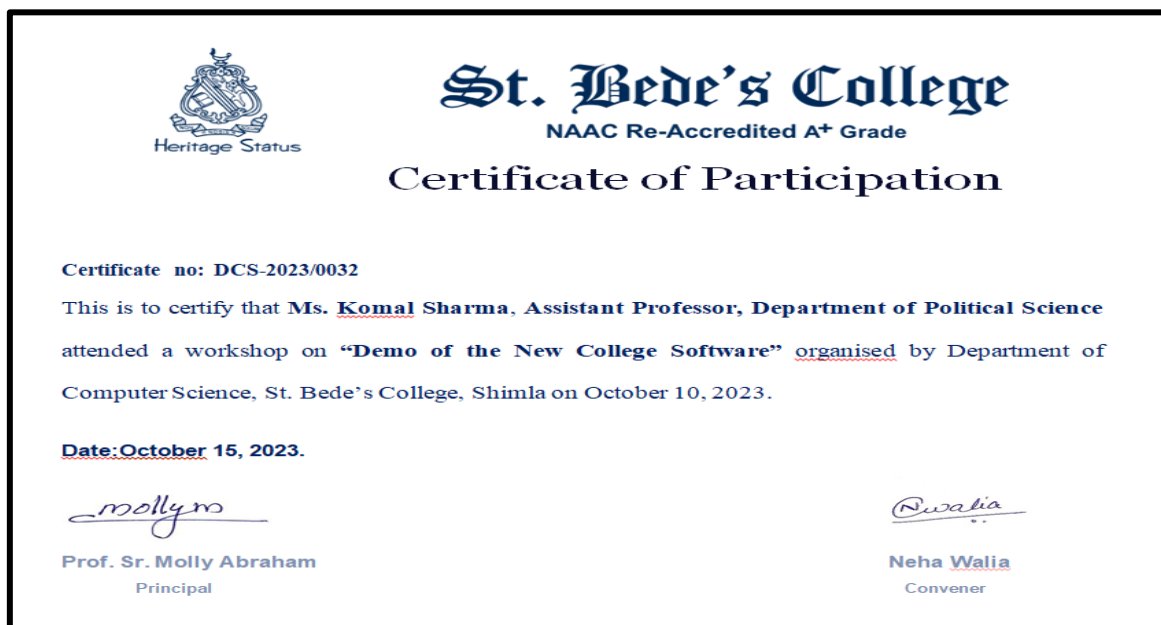 Heritage Status
St. Bede's College
NAAC Re-Accredited A+ Grade
Certificate of Participation
Certificate no: DCS-2023/0032
This is to certify that Ms. Komal Sharma, Assistant Professor, Department of Political Science
attended a workshop on “Demo of the New College Software” organised by Department of
Computer Science, St. Bede’s College, Shimla on October 10, 2023.
Date:October 15, 2023.
mollym
Nwalia
Prof. Sr. Molly Abraham
Neha Walia
Principal
Convener